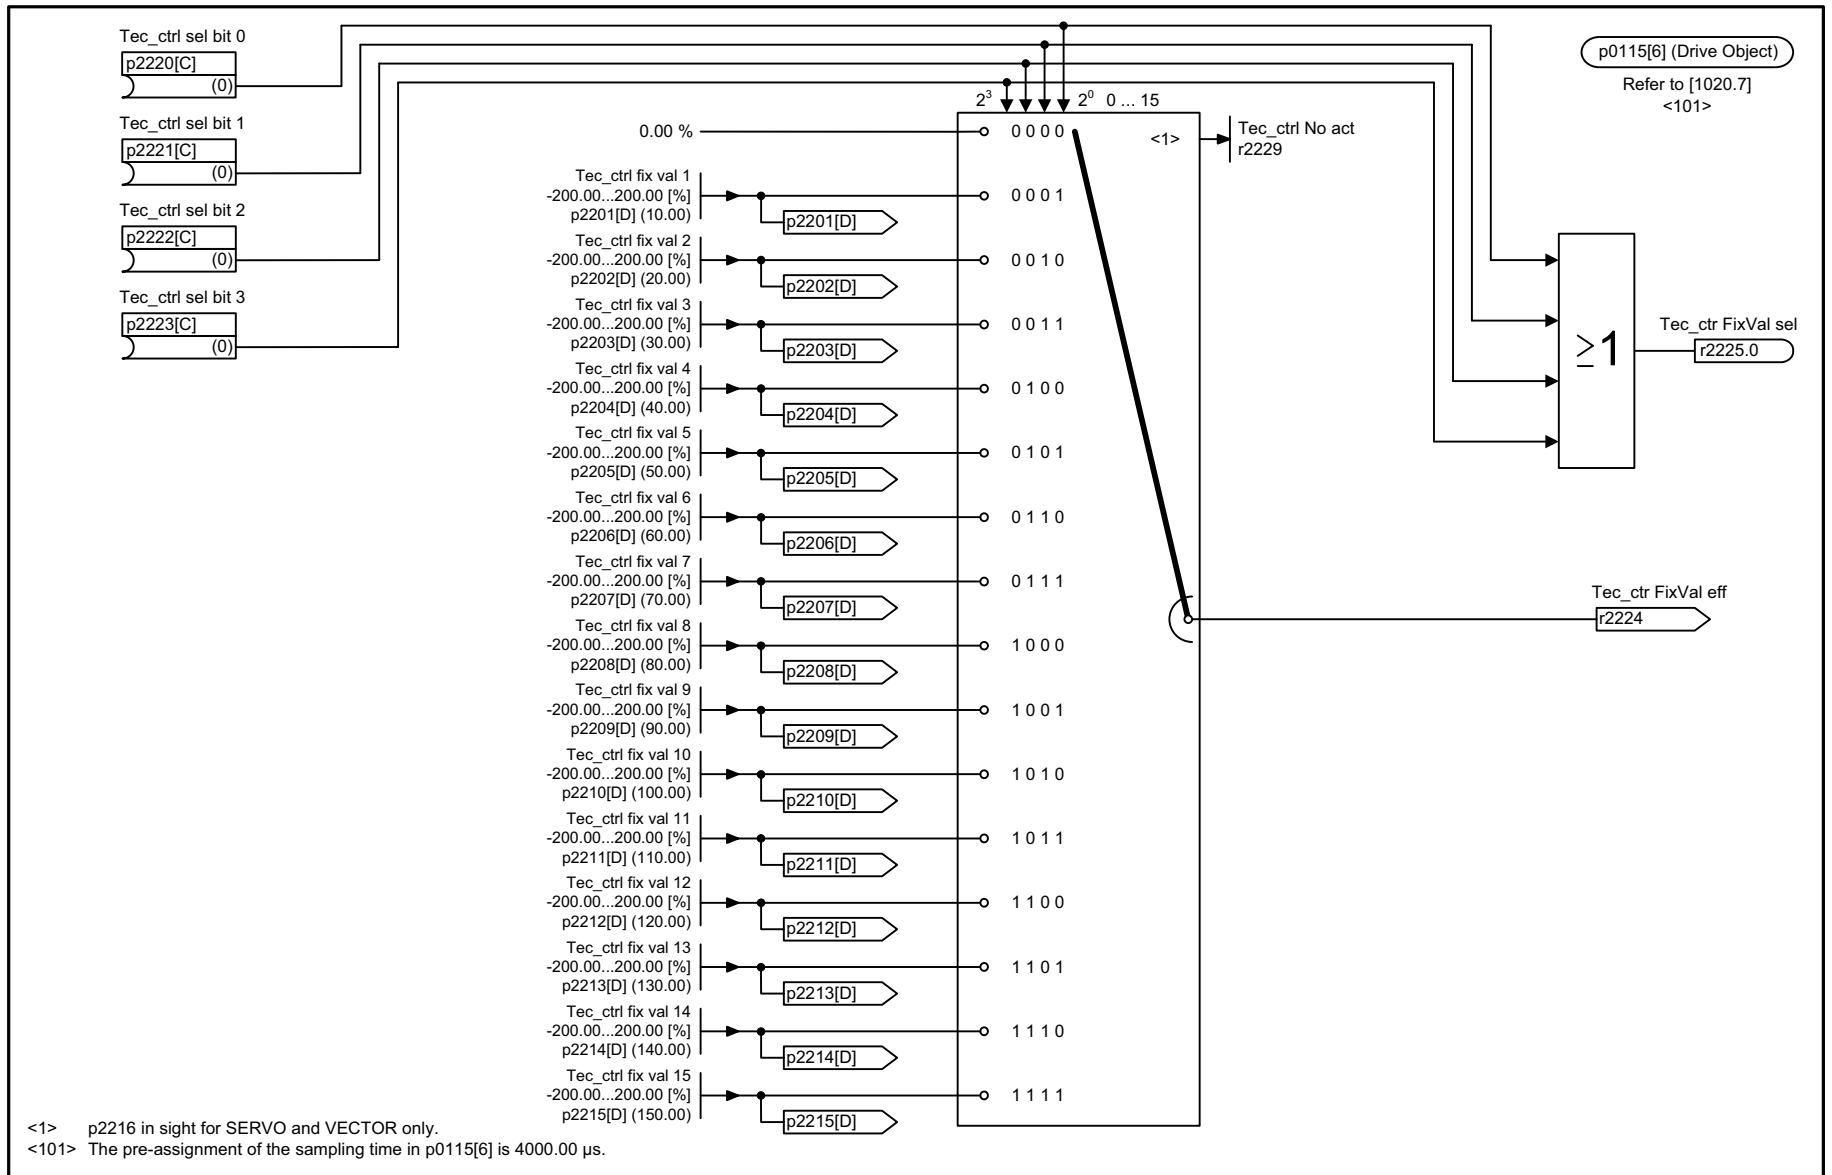 Tec_ctrl sel bit 0
p2220[C]
(0)
Tec_ctrl sel bit 1
p2221[C]
(0)
Tec_ctrl sel bit 2
p2222[C]
(0)
Tec_ctrl sel bit 3
p2223[C]
(0)
p0115[6] (Drive Object)
Refer to [1020.7]
<101>
2³ 2⁰ 0 ... 15
0.00 % 0 0 0 0 <1>
Tec_ctrl No act
r2229
Tec_ctrl fix val 1
-200.00...200.00 [%] 0 0 0 1
p2201[D] (10.00) p2201[D]
Tec_ctrl fix val 2
-200.00...200.00 [%] 0 0 1 0
p2202[D] (20.00) p2202[D]
Tec_ctrl fix val 3
-200.00...200.00 [%] 0 0 1 1
p2203[D] (30.00) p2203[D]
Tec_ctrl fix val 4
-200.00...200.00 [%] 0 1 0 0
p2204[D] (40.00) p2204[D]
Tec_ctrl fix val 5
-200.00...200.00 [%] 0 1 0 1
p2205[D] (50.00) p2205[D]
Tec_ctrl fix val 6
-200.00...200.00 [%] 0 1 1 0
p2206[D] (60.00) p2206[D]
Tec_ctrl fix val 7
-200.00...200.00 [%] 0 1 1 1
p2207[D] (70.00) p2207[D]
Tec_ctrl fix val 8
-200.00...200.00 [%] 1 0 0 0
p2208[D] (80.00) p2208[D]
Tec_ctrl fix val 9
-200.00...200.00 [%] 1 0 0 1
p2209[D] (90.00) p2209[D]
Tec_ctrl fix val 10
-200.00...200.00 [%] 1 0 1 0
p2210[D] (100.00) p2210[D]
Tec_ctrl fix val 11
-200.00...200.00 [%] 1 0 1 1
p2211[D] (110.00) p2211[D]
Tec_ctrl fix val 12
-200.00...200.00 [%] 1 1 0 0
p2212[D] (120.00) p2212[D]
Tec_ctrl fix val 13
-200.00...200.00 [%] 1 1 0 1
p2213[D] (130.00) p2213[D]
Tec_ctrl fix val 14
-200.00...200.00 [%] 1 1 1 0
p2214[D] (140.00) p2214[D]
Tec_ctrl fix val 15
-200.00...200.00 [%] 1 1 1 1
p2215[D] (150.00) p2215[D]
≥1
Tec_ctr FixVal sel
r2225.0
Tec_ctr FixVal eff
r2224
<1> p2216 in sight for SERVO and VECTOR only.
<101> The pre-assignment of the sampling time in p0115[6] is 4000.00 µs.